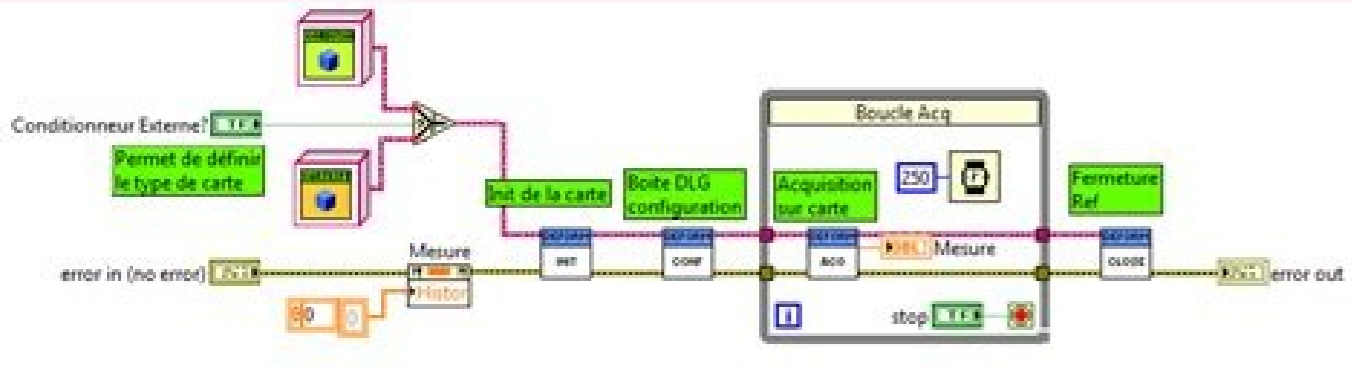 Conditionneur Externe?
TF
Permet de définir
le type de carte
Init de la carte
Boite DLG
configuration
Boucle Acq
250
Acquisition
sur carte
Fermeture
Ref
Mesure
error in (no error)
Histor
0
0
INIT
CONF
ACQ
DBL
Mesure
CLOSE
error out
i
stop
TF